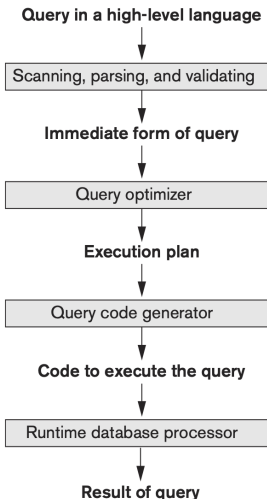 Query in a high-level language
Scanning, parsing, and validating
Immediate form of query
Query optimizer
Execution plan
Query code generator
Code to execute the query
Runtime database processor
Result of query